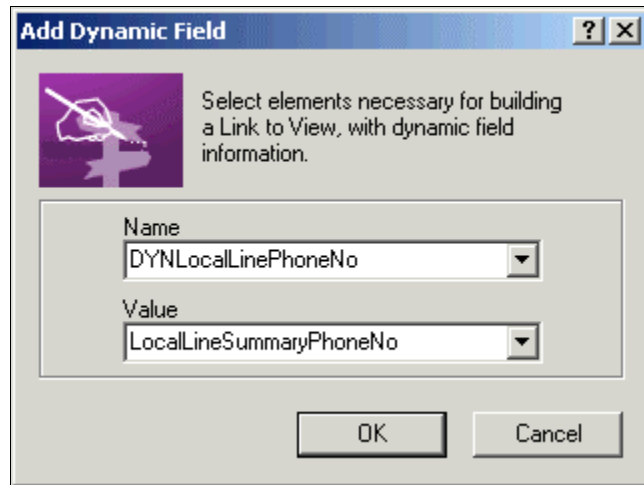 Add Dynamic Field
Select elements necessary for building
a Link to View, with dynamic field
information.
Name
DYNLocalLinePhoneNo
Value
LocalLineSummaryPhoneNo
OK
Cancel